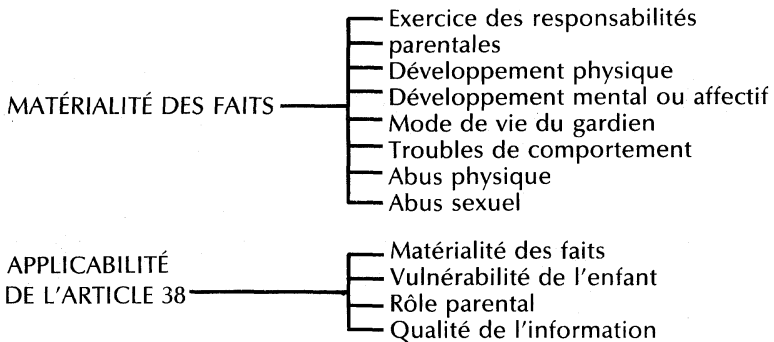 MATÉRIALITÉ DES FAITS
Exercice des responsabilités
parentales
Développement physique
Développement mental ou affectif
Mode de vie du gardien
Troubles de comportement
Abus physique
Abus sexuel
APPLICABILITÉ
DE L'ARTICLE 38
Matérialité des faits
Vulnérabilité de l'enfant
Rôle parental
Qualité de l'information